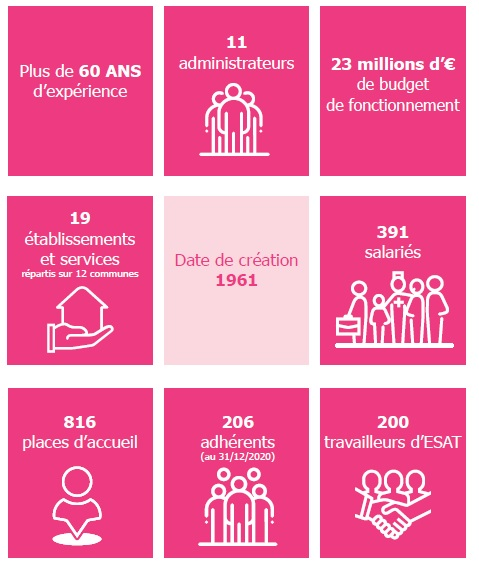 Plus de 60 ANS
d'expérience
11
administrateurs
23 millions d'€
de budget
de fonctionnement
19
établissements
et services
répartis sur 12 communes
Date de création
1961
391
salariés
816
places d'accueil
206
adhérents
(au 31/12/2020)
200
travailleurs d'ESAT